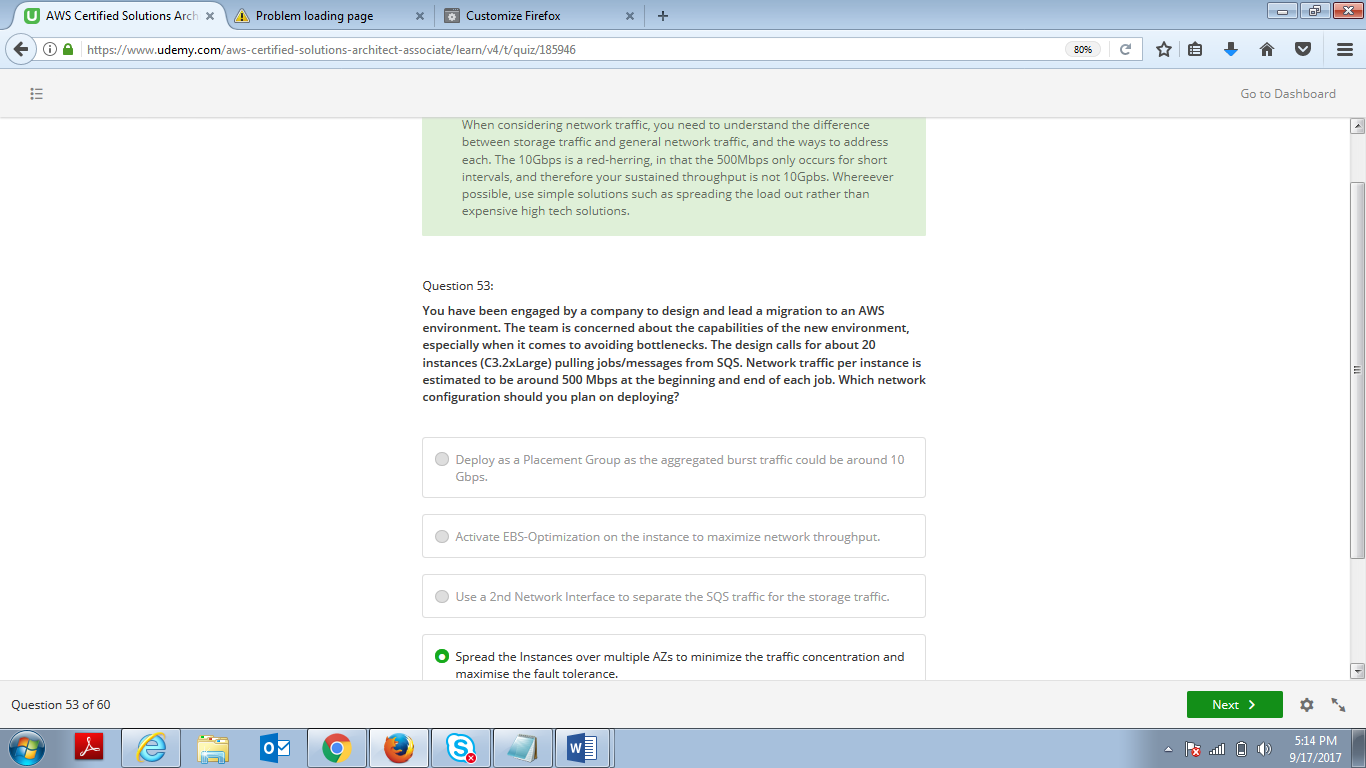 AWS Certified Solutions Arch
Problem loading page
Customize Firefox
https://www.udemy.com/aws-certified-solutions-architect-associate/learn/v4/t/quiz/185946
80%
Go to Dashboard
When considering network traffic, you need to understand the difference
between storage traffic and general network traffic, and the ways to address
each. The 10Gbps is a red-herring, in that the 500Mbps only occurs for short
intervals, and therefore your sustained throughput is not 10Gpbs. Whereever
possible, use simple solutions such as spreading the load out rather than
expensive high tech solutions.
Question 53:
You have been engaged by a company to design and lead a migration to an AWS
environment. The team is concerned about the capabilities of the new environment,
especially when it comes to avoiding bottlenecks. The design calls for about 20
instances (C3.2xLarge) pulling jobs/messages from SQS. Network traffic per instance is
estimated to be around 500 Mbps at the beginning and end of each job. Which network
configuration should you plan on deploying?
Deploy as a Placement Group as the aggregated burst traffic could be around 10
Gbps.
Activate EBS-Optimization on the instance to maximize network throughput.
Use a 2nd Network Interface to separate the SQS traffic for the storage traffic.
Spread the Instances over multiple AZs to minimize the traffic concentration and
maximise the fault tolerance.
Question 53 of 60
Next
5:14 PM
9/17/2017